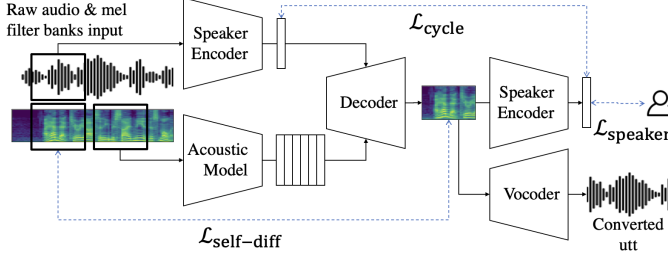 Raw audio & mel
filter banks input
Speaker
Encoder
ℒcycle
Decoder
Speaker
Encoder
ℒspeaker
Acoustic
Model
Vocoder
Converted
utt
ℒself−diff